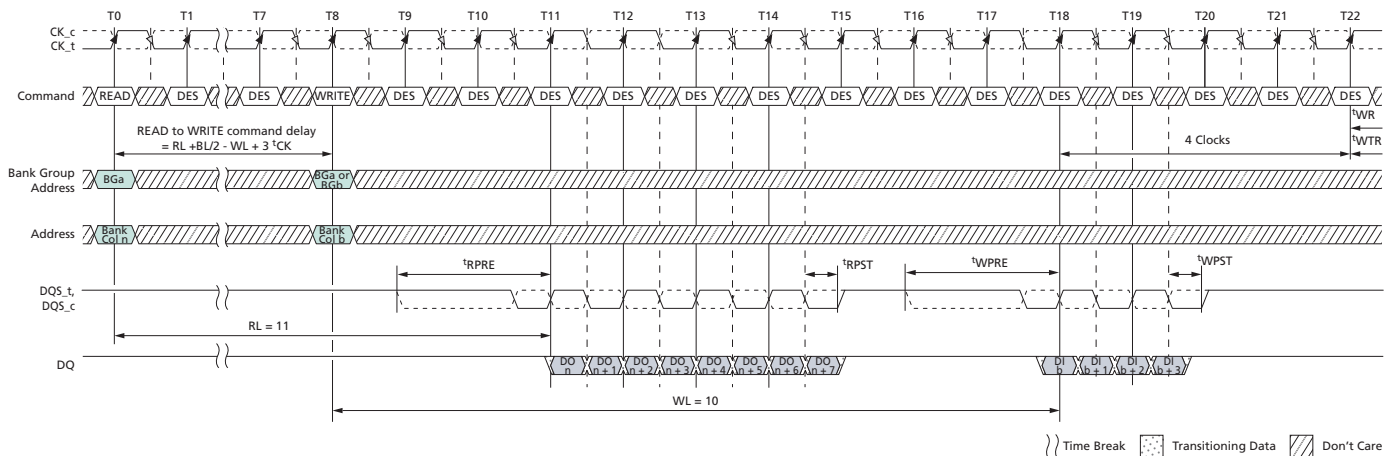 T0 T1 T7 T8 T9 T10 T11 T12 T13 T14 T15 T16 T17 T18 T19 T20 T21 T22
CK_c
CK_t
Command READ DES DES WRITE DES DES DES DES DES DES DES DES DES DES DES DES DES DES
READ to WRITE command delay
= RL +BL/2 - WL + 3 tCK
4 Clocks
tWR
tWTR
Bank Group
Address
BGa
BGa or
BGb
Address
Bank
Col n
Bank
Col b
tRPRE tRPST tWPRE tWPST
DQS_t,
DQS_c
RL = 11
DQ
DO
n
DO
n + 1
DO
n + 2
DO
n + 3
DO
n + 4
DO
n + 5
DO
n + 6
DO
n + 7
DI
b
DI
b + 1
DI
b + 2
DI
b + 3
WL = 10
Time Break Transitioning Data Don't Care